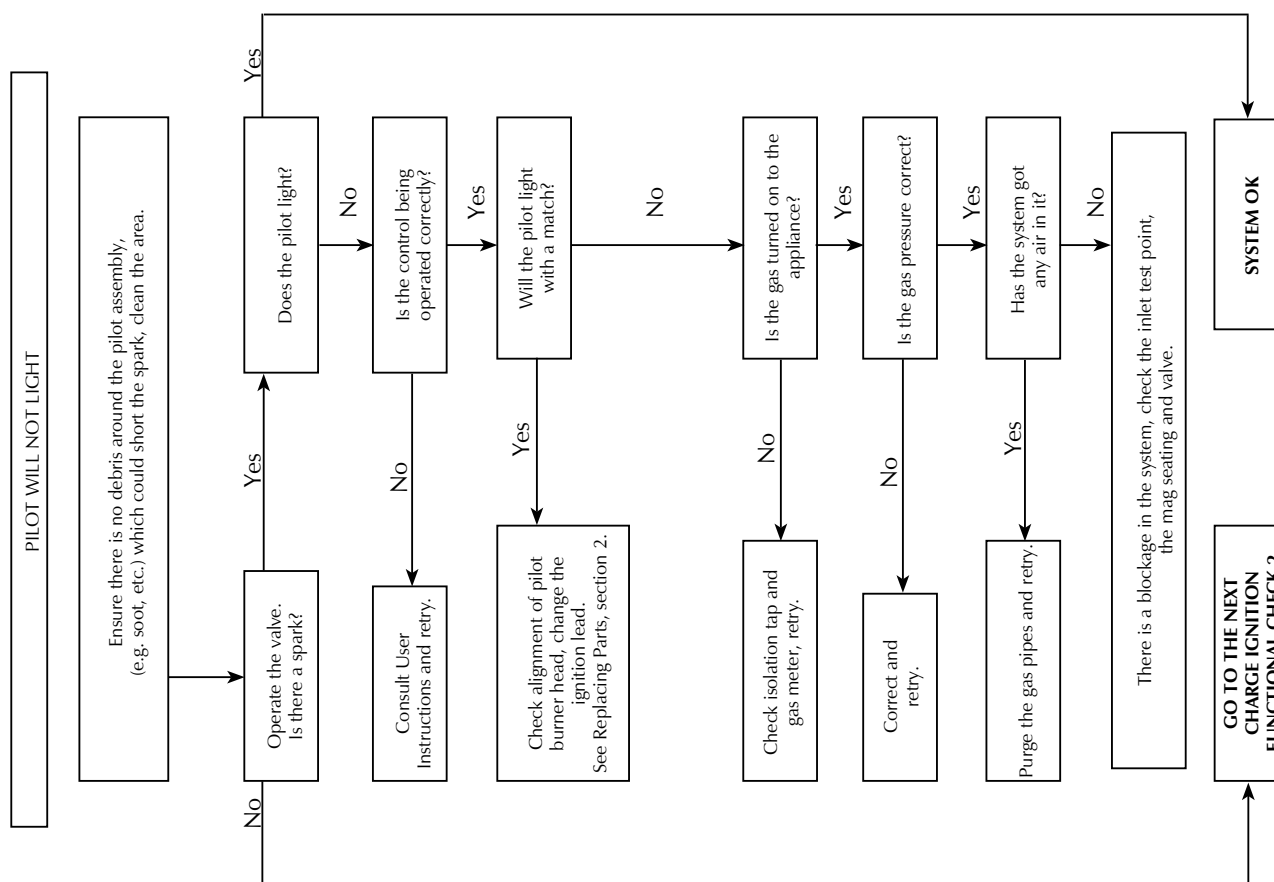 PILOT WILL NOT LIGHT
Ensure there is no debris around the pilot assembly,
(e.g. soot, etc.) which could short the spark, clean the area.
Operate the valve.
Is there a spark?
No
Yes
Does the pilot light?
Yes
No
Is the control being
operated correctly?
No
Consult User
Instructions and retry.
Yes
Will the pilot light
with a match?
Yes
Check alignment of pilot
burner head, change the
ignition lead.
See Replacing Parts, section 2.
No
Is the gas turned on to the
appliance?
No
Check isolation tap and
gas meter, retry.
Yes
Is the gas pressure correct?
No
Correct and
retry.
Yes
Has the system got
any air in it?
Yes
Purge the gas pipes and retry.
No
There is a blockage in the system, check the inlet test point,
the mag seating and valve.
GO TO THE NEXT
CHARGE IGNITION
FUNCTIONAL CHECK 2
SYSTEM OK